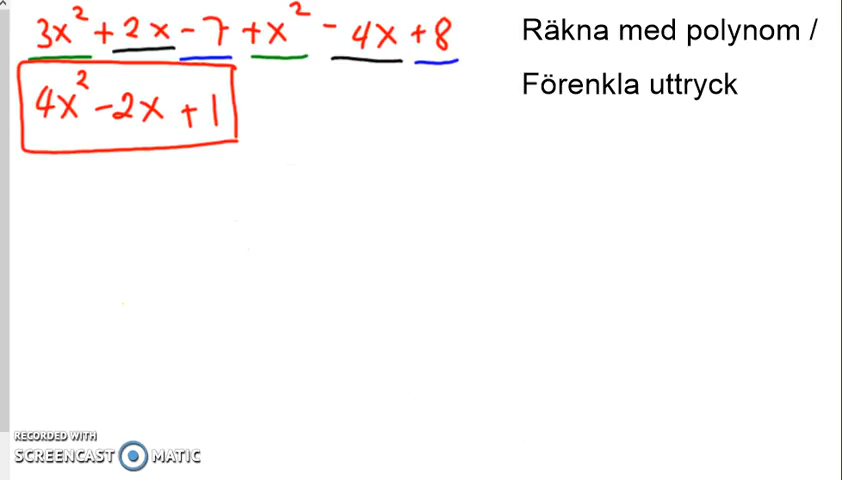 3x² + 2x - 7 + x² - 4x + 8
4x² - 2x + 1
Räkna med polynom /
Förenkla uttryck
RECORDED WITH
SCREENCAST MATIC